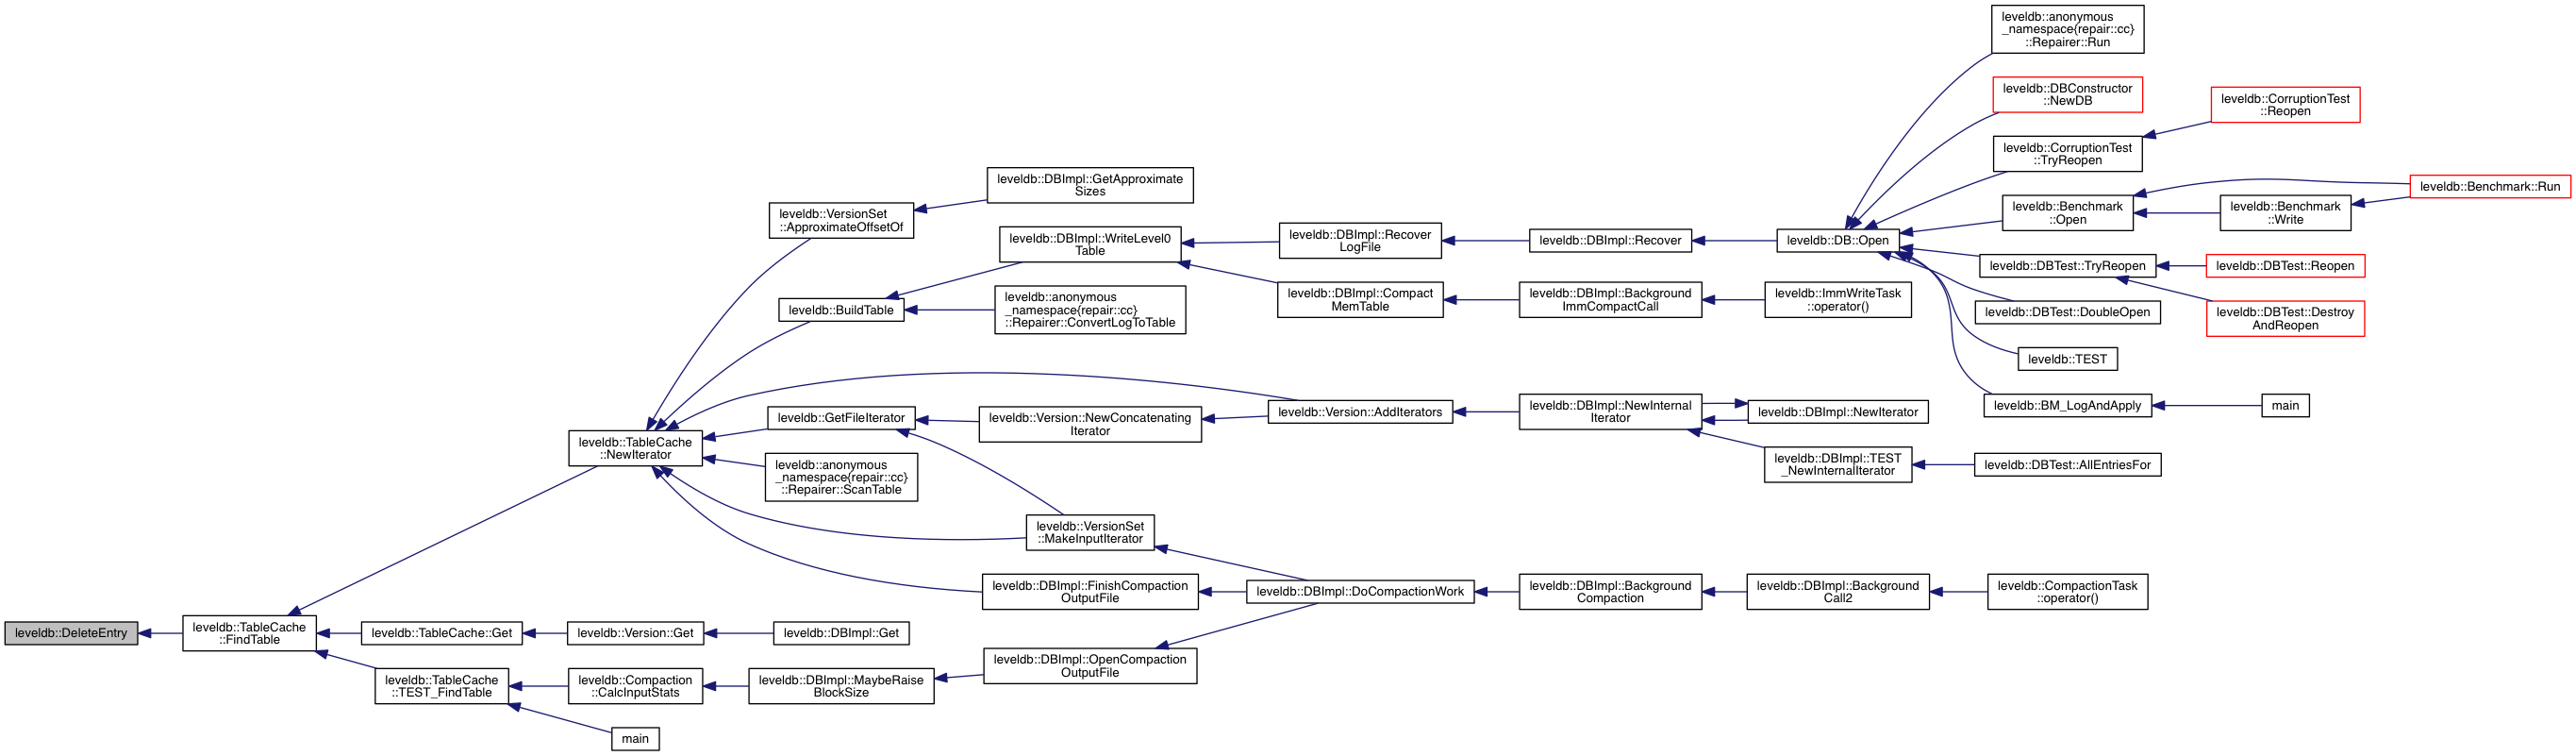 leveldb::anonymous
_namespace{repair::cc}
::Repairer::Run
leveldb::DBConstructor
::NewDB
leveldb::CorruptionTest
::Reopen
leveldb::CorruptionTest
::TryReopen
leveldb::DBImpl::GetApproximate
Sizes
leveldb::Benchmark::Run
leveldb::VersionSet
::ApproximateOffsetOf
leveldb::Benchmark
::Open
leveldb::Benchmark
::Write
leveldb::DBImpl::WriteLevel0
Table
leveldb::DBImpl::Recover
LogFile
leveldb::DBImpl::Recover
leveldb::DB::Open
leveldb::DBTest::TryReopen
leveldb::DBTest::Reopen
leveldb::BuildTable
leveldb::anonymous
_namespace{repair::cc}
::Repairer::ConvertLogToTable
leveldb::DBImpl::Compact
MemTable
leveldb::DBImpl::Background
ImmCompactCall
leveldb::ImmWriteTask
::operator()
leveldb::DBTest::DoubleOpen
leveldb::DBTest::Destroy
AndReopen
leveldb::TEST
leveldb::BM_LogAndApply
main
leveldb::GetFileIterator
leveldb::Version::NewConcatenating
Iterator
leveldb::Version::AddIterators
leveldb::DBImpl::NewInternal
Iterator
leveldb::DBImpl::NewIterator
leveldb::TableCache
::NewIterator
leveldb::anonymous
_namespace{repair::cc}
::Repairer::ScanTable
leveldb::DBImpl::TEST
_NewInternalIterator
leveldb::DBTest::AllEntriesFor
leveldb::VersionSet
::MakeInputIterator
leveldb::DBImpl::FinishCompaction
OutputFile
leveldb::DBImpl::DoCompactionWork
leveldb::DBImpl::Background
Compaction
leveldb::DBImpl::Background
Call2
leveldb::CompactionTask
::operator()
leveldb::DeleteEntry
leveldb::TableCache
::FindTable
leveldb::TableCache::Get
leveldb::Version::Get
leveldb::DBImpl::Get
leveldb::DBImpl::OpenCompaction
OutputFile
leveldb::TableCache
::TEST_FindTable
leveldb::Compaction
::CalcInputStats
leveldb::DBImpl::MaybeRaise
BlockSize
main